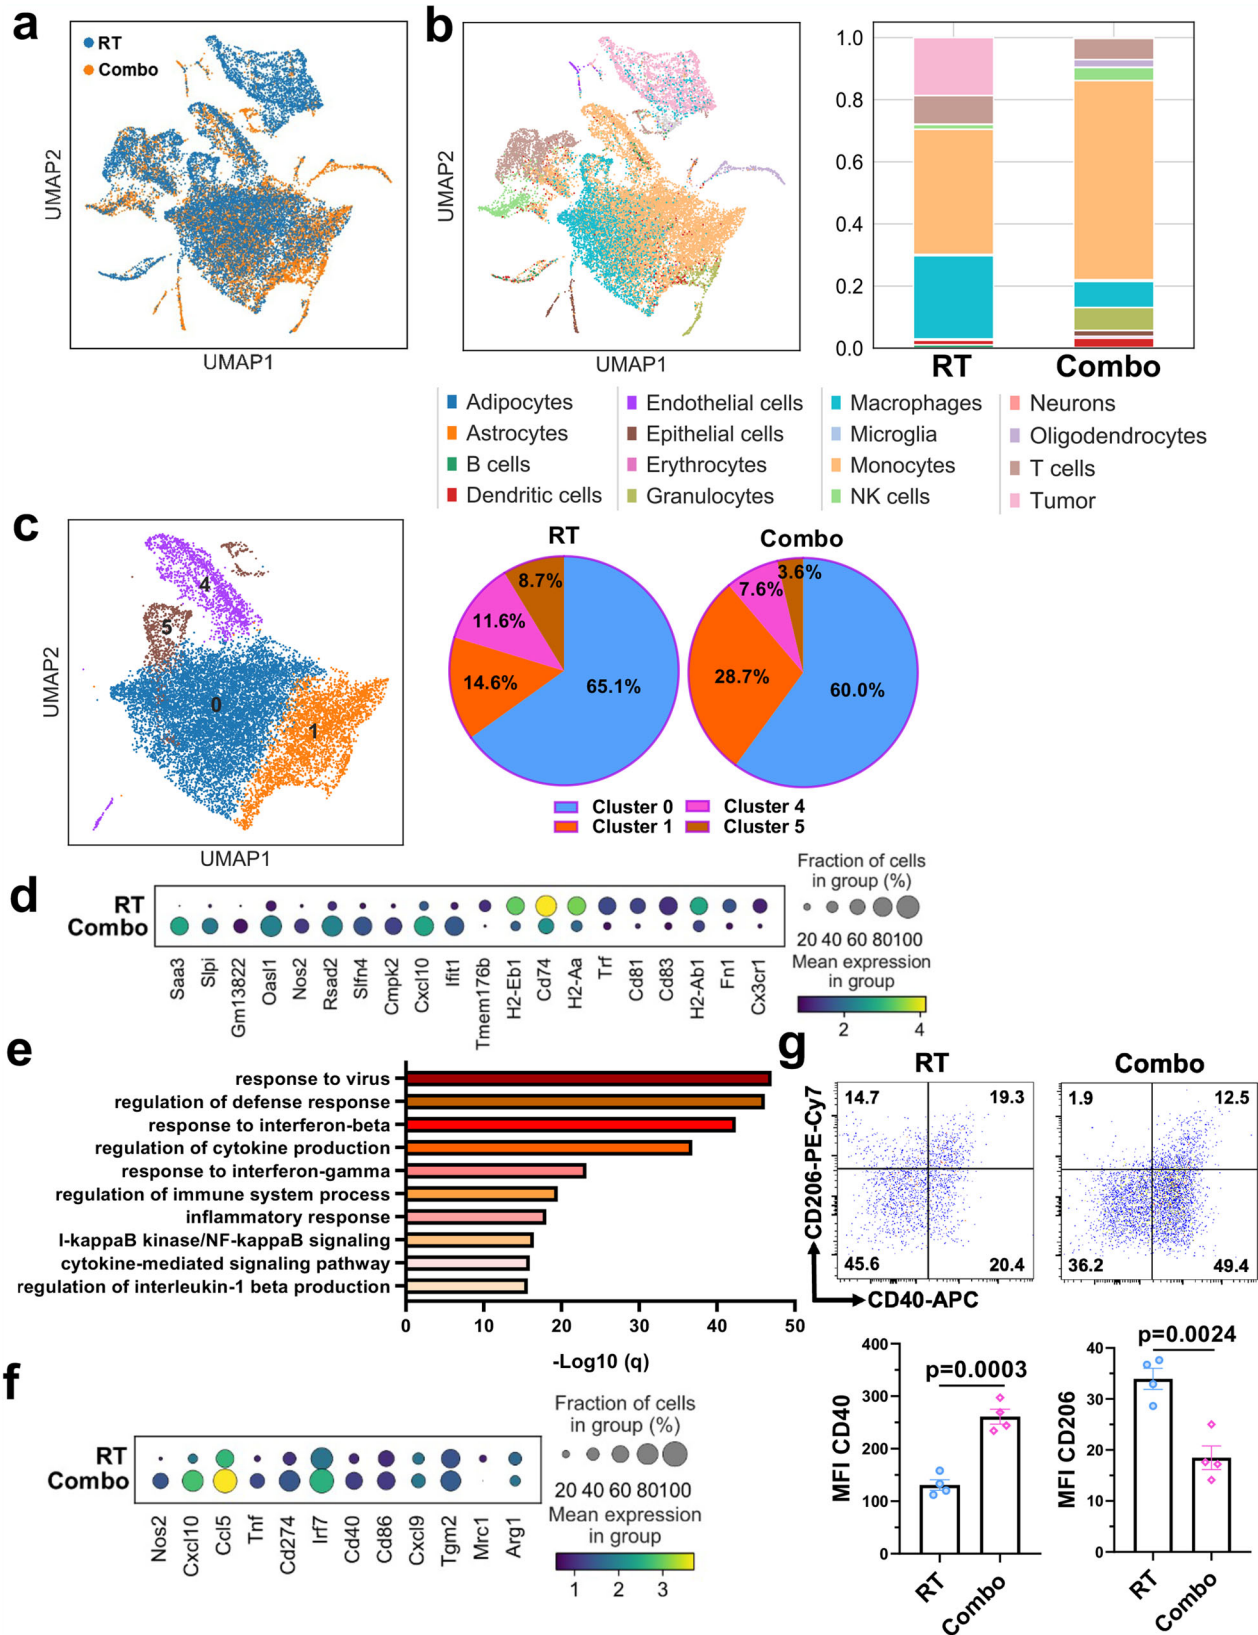 a
RT
Combo
UMAP2
UMAP1
b
UMAP2
UMAP1
1.0
0.8
0.6
0.4
0.2
0.0
RT
Combo
Adipocytes
Astrocytes
B cells
Dendritic cells
Endothelial cells
Epithelial cells
Erythrocytes
Granulocytes
Macrophages
Microglia
Monocytes
NK cells
Neurons
Oligodendrocytes
T cells
Tumor
c
4
5
0
1
UMAP2
UMAP1
RT
8.7%
11.6%
14.6%
65.1%
Combo
3.6%
7.6%
28.7%
60.0%
Cluster 0
Cluster 1
Cluster 4
Cluster 5
d
RT
Combo
Saa3
Slpi
Gm13822
Oasl1
Nos2
Rsad2
Slfn4
Cmpk2
Cxcl10
Ifit1
Tmem176b
H2-Eb1
Cd74
H2-Aa
Trf
Cd81
Cd83
H2-Ab1
Fn1
Cx3cr1
Fraction of cells
in group (%)
20 40 60 80100
Mean expression
in group
2 4
e
response to virus
regulation of defense response
response to interferon-beta
regulation of cytokine production
response to interferon-gamma
regulation of immune system process
inflammatory response
I-kappaB kinase/NF-kappaB signaling
cytokine-mediated signaling pathway
regulation of interleukin-1 beta production
0 10 20 30 40 50
-Log10 (q)
f
RT
Combo
Nos2
Cxcl10
Ccl5
Tnf
Cd274
Irf7
Cd40
Cd86
Cxcl9
Tgm2
Mrc1
Arg1
Fraction of cells
in group (%)
20 40 60 80100
Mean expression
in group
1 2 3
g
RT
14.7 19.3
45.6 20.4
Combo
1.9 12.5
36.2 49.4
CD206-PE-Cy7
CD40-APC
MFI CD40
400
300
200
100
0
p=0.0003
RT
Combo
MFI CD206
40
30
20
10
0
p=0.0024
RT
Combo